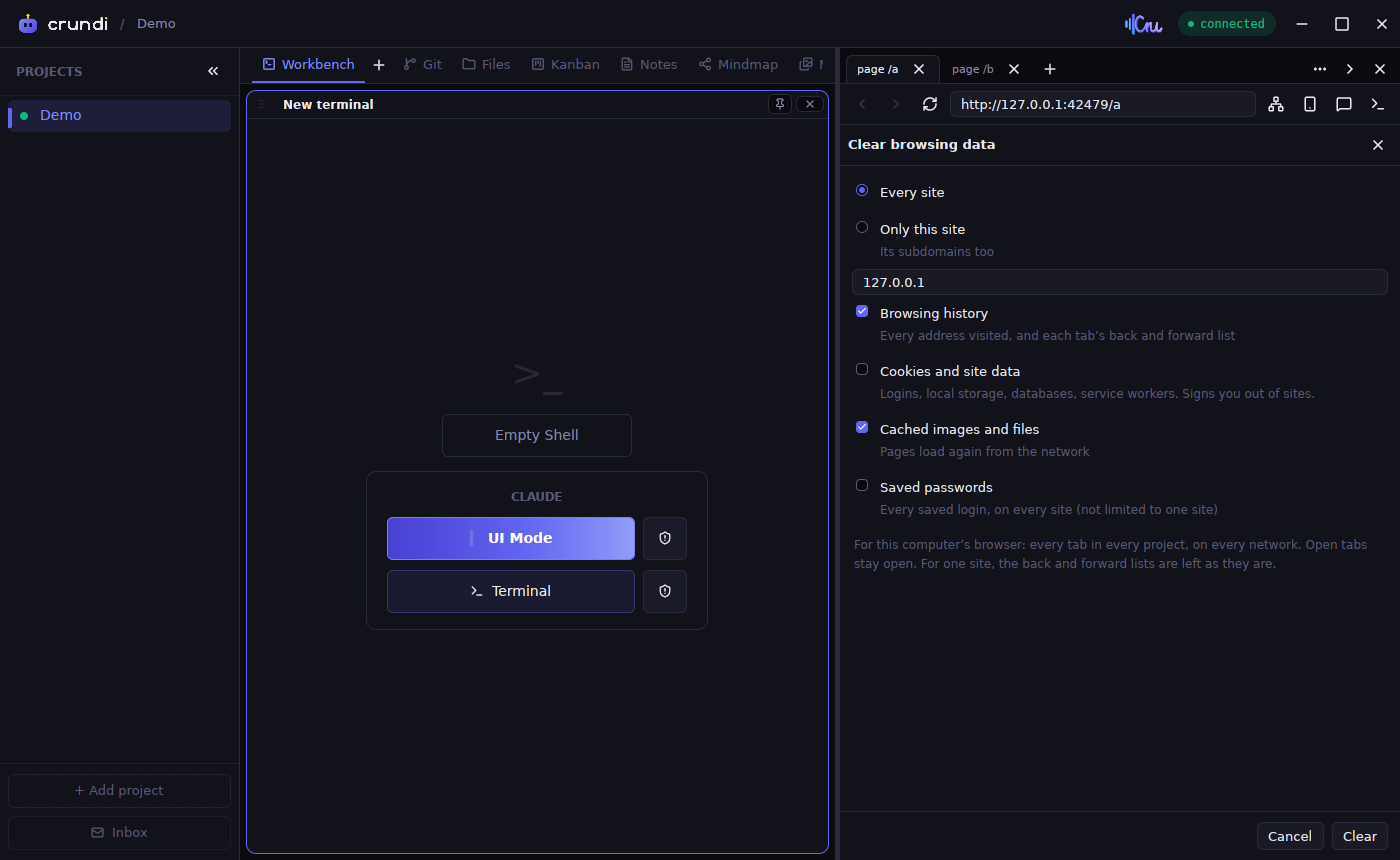 crundi / Demo
Cru
connected
PROJECTS
Demo
+ Add project
Inbox
Workbench
Git
Files
Kanban
Notes
Mindmap
New terminal
>_
Empty Shell
CLAUDE
UI Mode
Terminal
page /a
page /b
http://127.0.0.1:42479/a
Clear browsing data
Every site
Only this site
Its subdomains too
127.0.0.1
Browsing history
Every address visited, and each tab’s back and forward list
Cookies and site data
Logins, local storage, databases, service workers. Signs you out of sites.
Cached images and files
Pages load again from the network
Saved passwords
Every saved login, on every site (not limited to one site)
For this computer’s browser: every tab in every project, on every network. Open tabs
stay open. For one site, the back and forward lists are left as they are.
Cancel
Clear